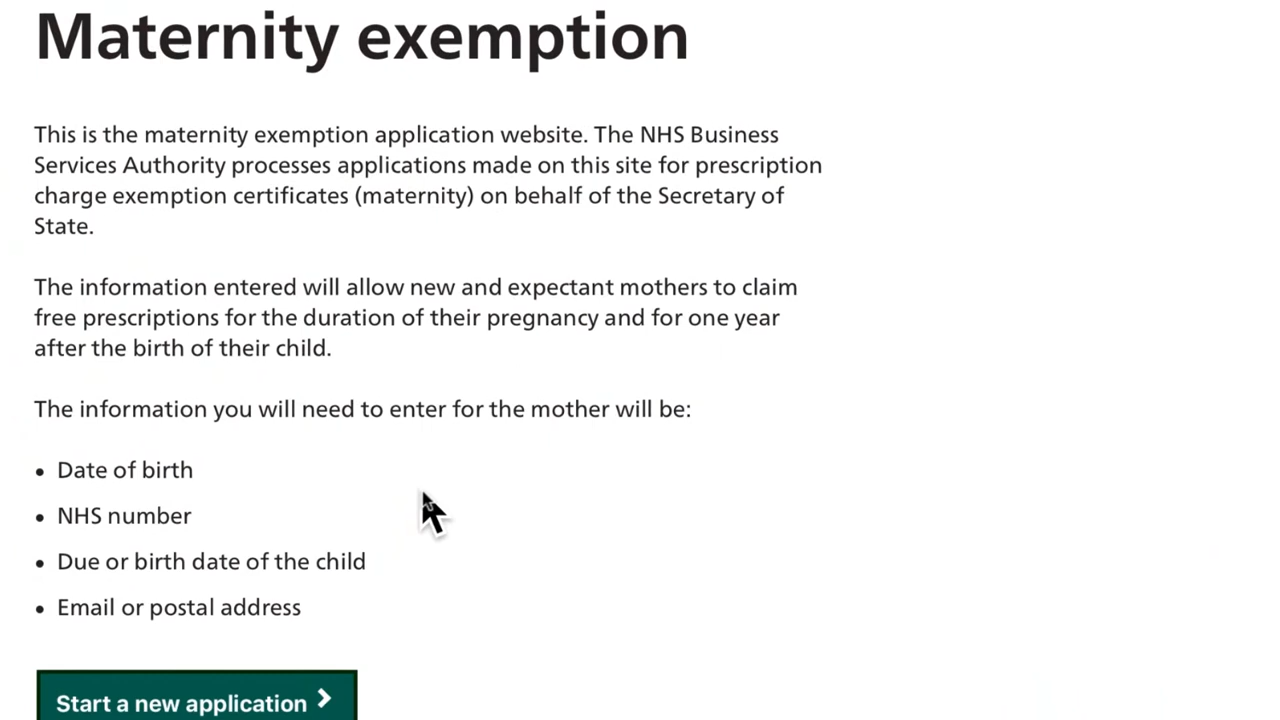 Maternity exemption
This is the maternity exemption application website. The NHS Business
Services Authority processes applications made on this site for prescription
charge exemption certificates (maternity) on behalf of the Secretary of
State.
The information entered will allow new and expectant mothers to claim
free prescriptions for the duration of their pregnancy and for one year
after the birth of their child.
The information you will need to enter for the mother will be:
• Date of birth
• NHS number
• Due or birth date of the child
• Email or postal address
Start a new application